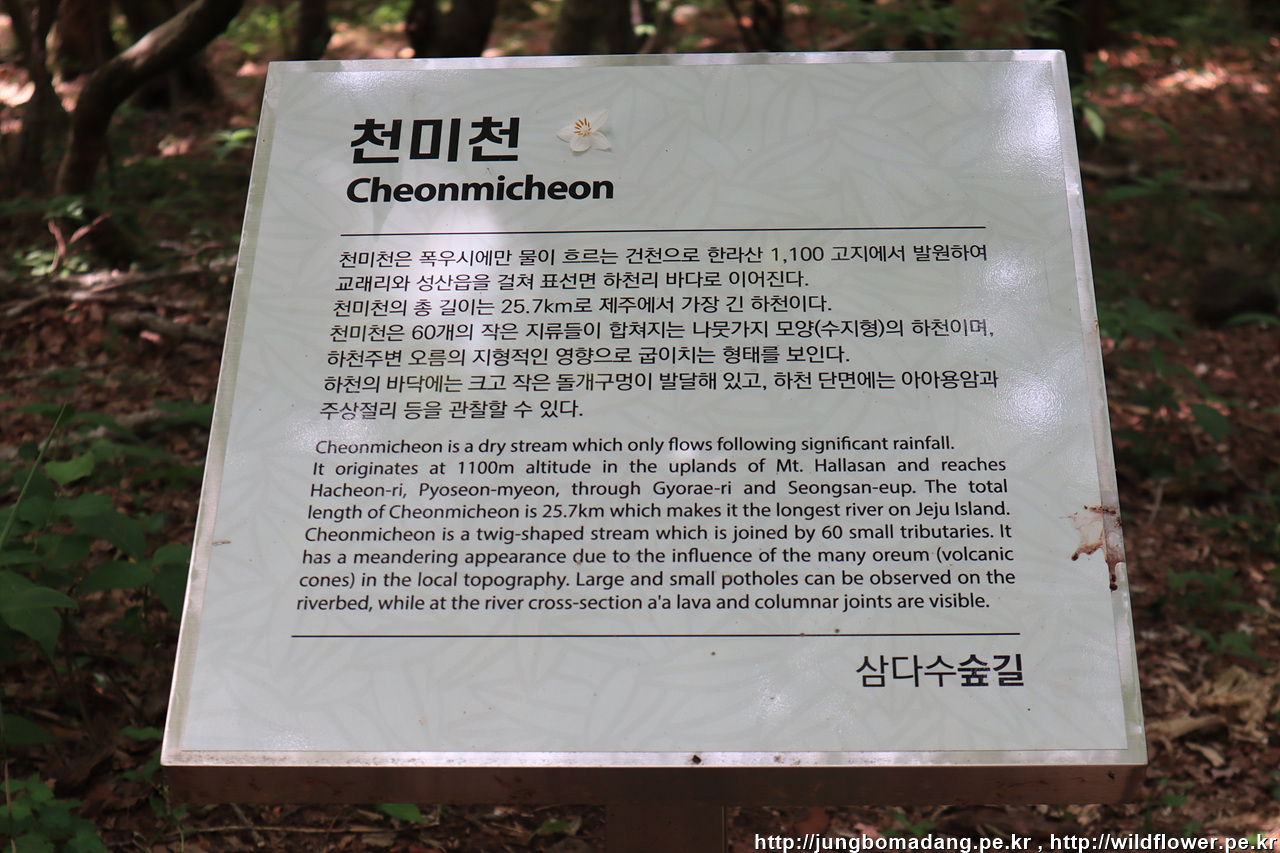 천미천
Cheonmicheon
천미천은 폭우시에만 물이 흐르는 건천으로 한라산 1,100 고지에서 발원하여
교래리와 성산읍을 걸쳐 표선면 하천리 바다로 이어진다.
천미천의 총 길이는 25.7km로 제주에서 가장 긴 하천이다.
천미천은 60개의 작은 지류들이 합쳐지는 나뭇가지 모양(수지형)의 하천이며,
하천주변 오름의 지형적인 영향으로 굽이치는 형태를 보인다.
하천의 바닥에는 크고 작은 돌개구멍이 발달해 있고, 하천 단면에는 아아용암과
주상절리 등을 관찰할 수 있다.
Cheonmicheon is a dry stream which only flows following significant rainfall.
It originates at 1100m altitude in the uplands of Mt. Hallasan and reaches
Hacheon-ri, Pyoseon-myeon, through Gyorae-ri and Seongsan-eup. The total
length of Cheonmicheon is 25.7km which makes it the longest river on Jeju Island.
Cheonmicheon is a twig-shaped stream which is joined by 60 small tributaries. It
has a meandering appearance due to the influence of the many oreum (volcanic
cones) in the local topography. Large and small potholes can be observed on the
riverbed, while at the river cross-section a'a lava and columnar joints are visible.
삼다수숲길
http://jungbomadang.pe.kr , http://wildflower.pe.kr